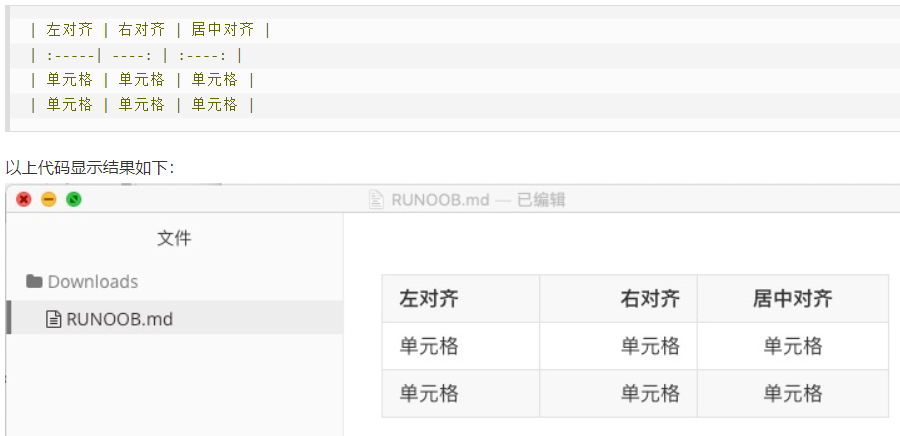 | 左对齐 | 右对齐 | 居中对齐 |
| :-----| ----: | :----: |
| 单元格 | 单元格 | 单元格 |
| 单元格 | 单元格 | 单元格 |
以上代码显示结果如下：
RUNOOB.md — 已编辑
文件
Downloads
RUNOOB.md
左对齐 右对齐 居中对齐
单元格 单元格 单元格
单元格 单元格 单元格